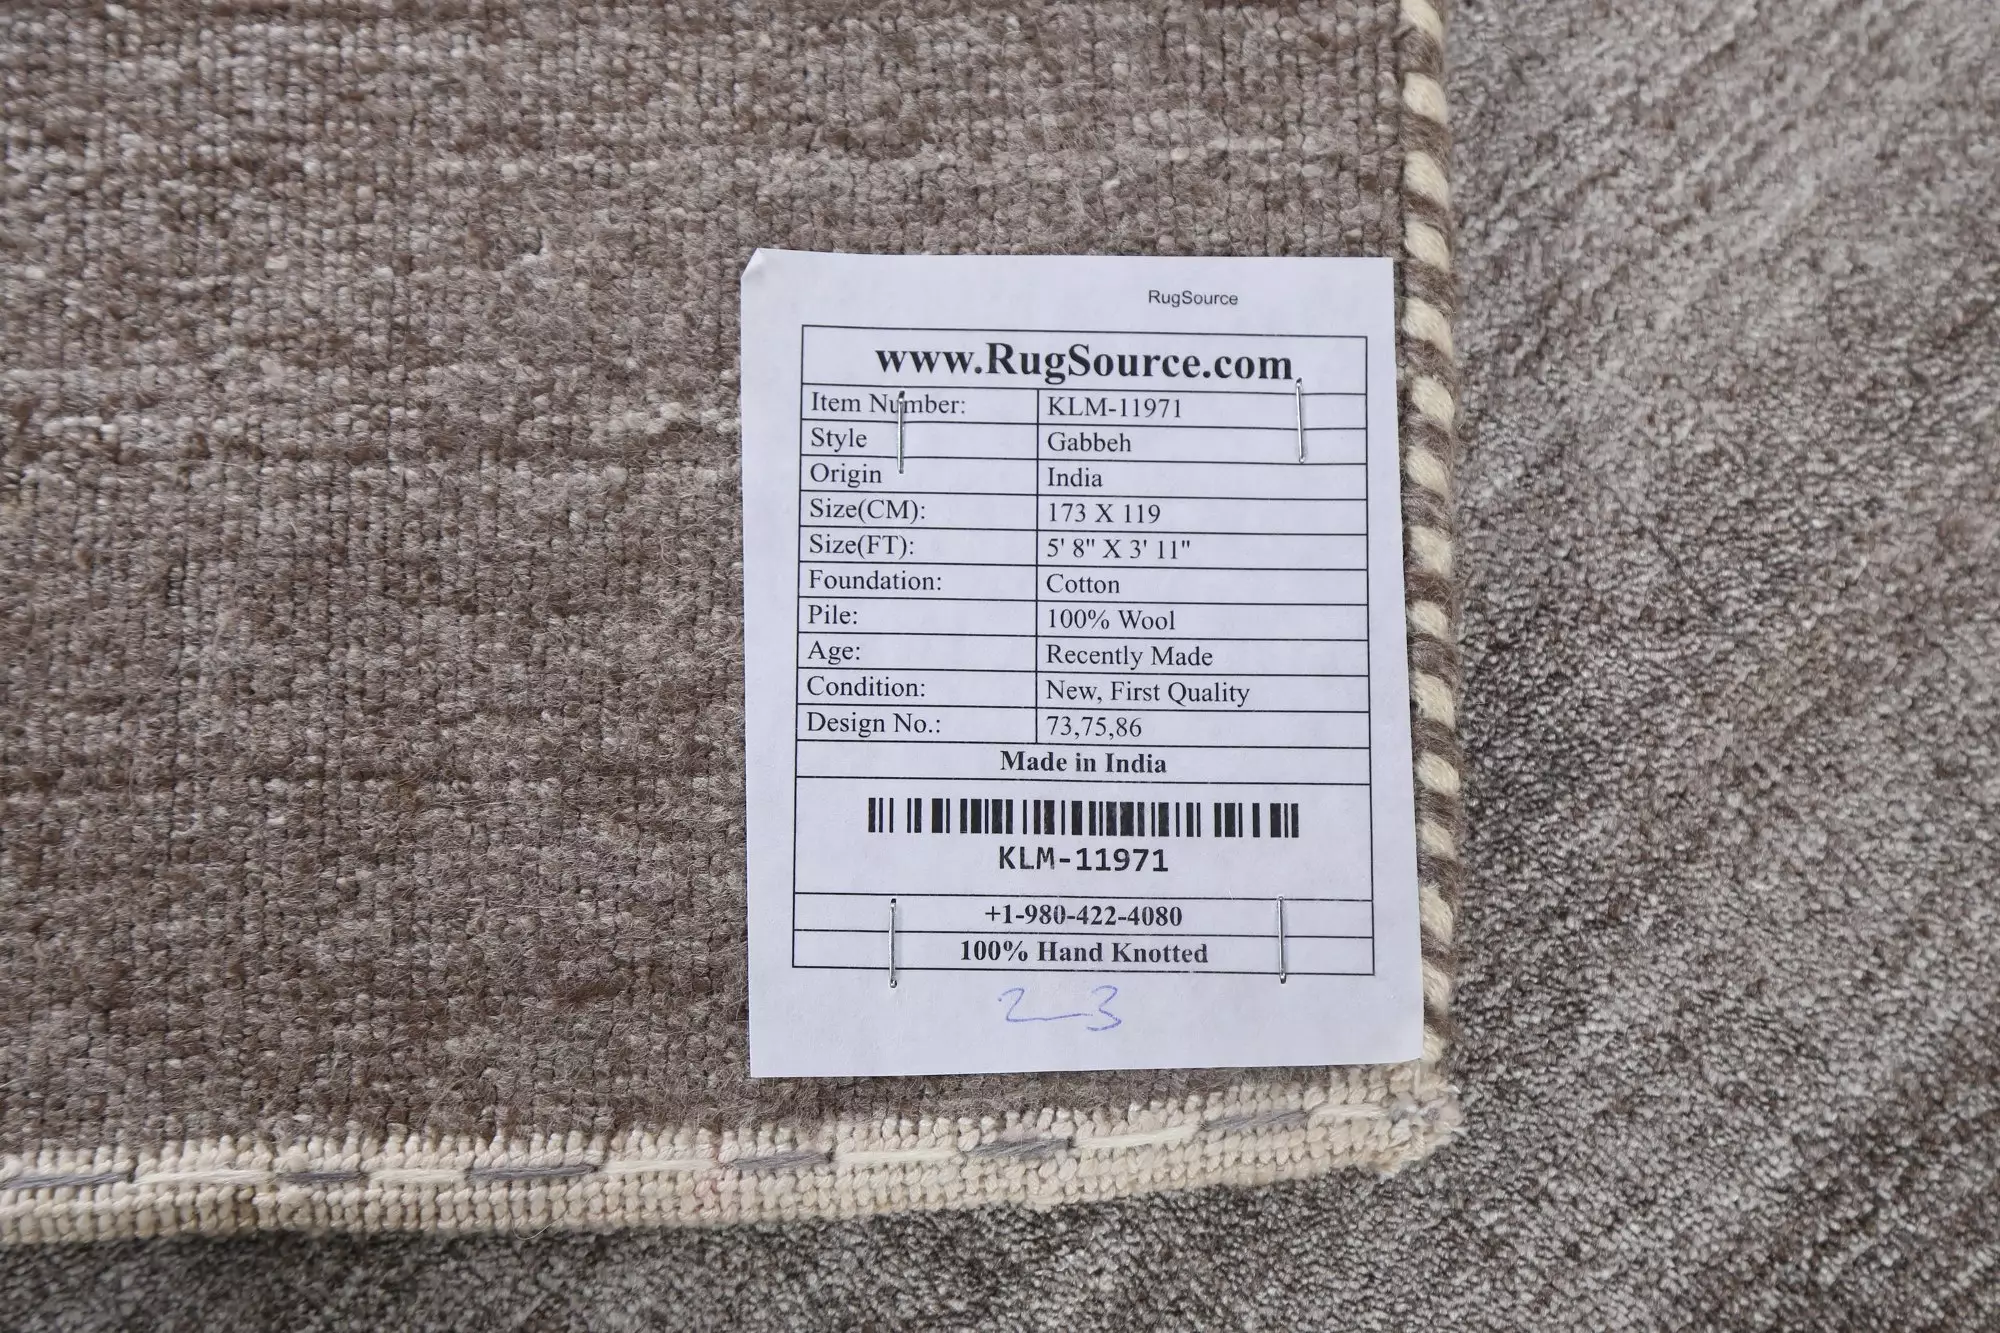 RugSource
www.RugSource.com
Item Number: KLM-11971
Style Gabbeh
Origin India
Size(CM): 173 X 119
Size(FT): 5' 8" X 3' 11"
Foundation: Cotton
Pile: 100% Wool
Age: Recently Made
Condition: New, First Quality
Design No.: 73,75,86
Made in India
KLM-11971
+1-980-422-4080
100% Hand Knotted
2-3